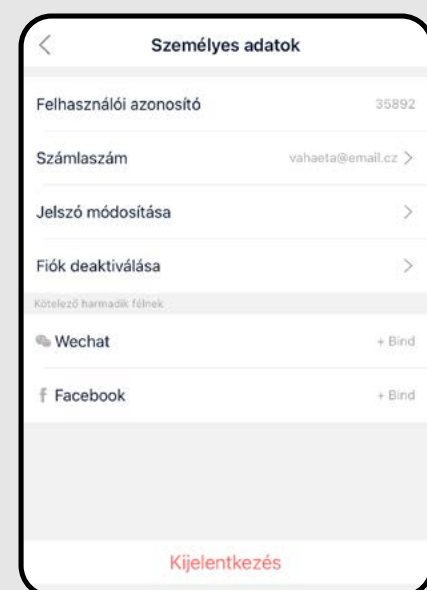 Személyes adatok
Felhasználói azonosító 35892
Számlaszám vahaeta@email.cz
Jelszó módosítása
Fiók deaktiválása
Kötelező harmadik félnek
Wechat + Bind
Facebook + Bind
Kijelentkezés